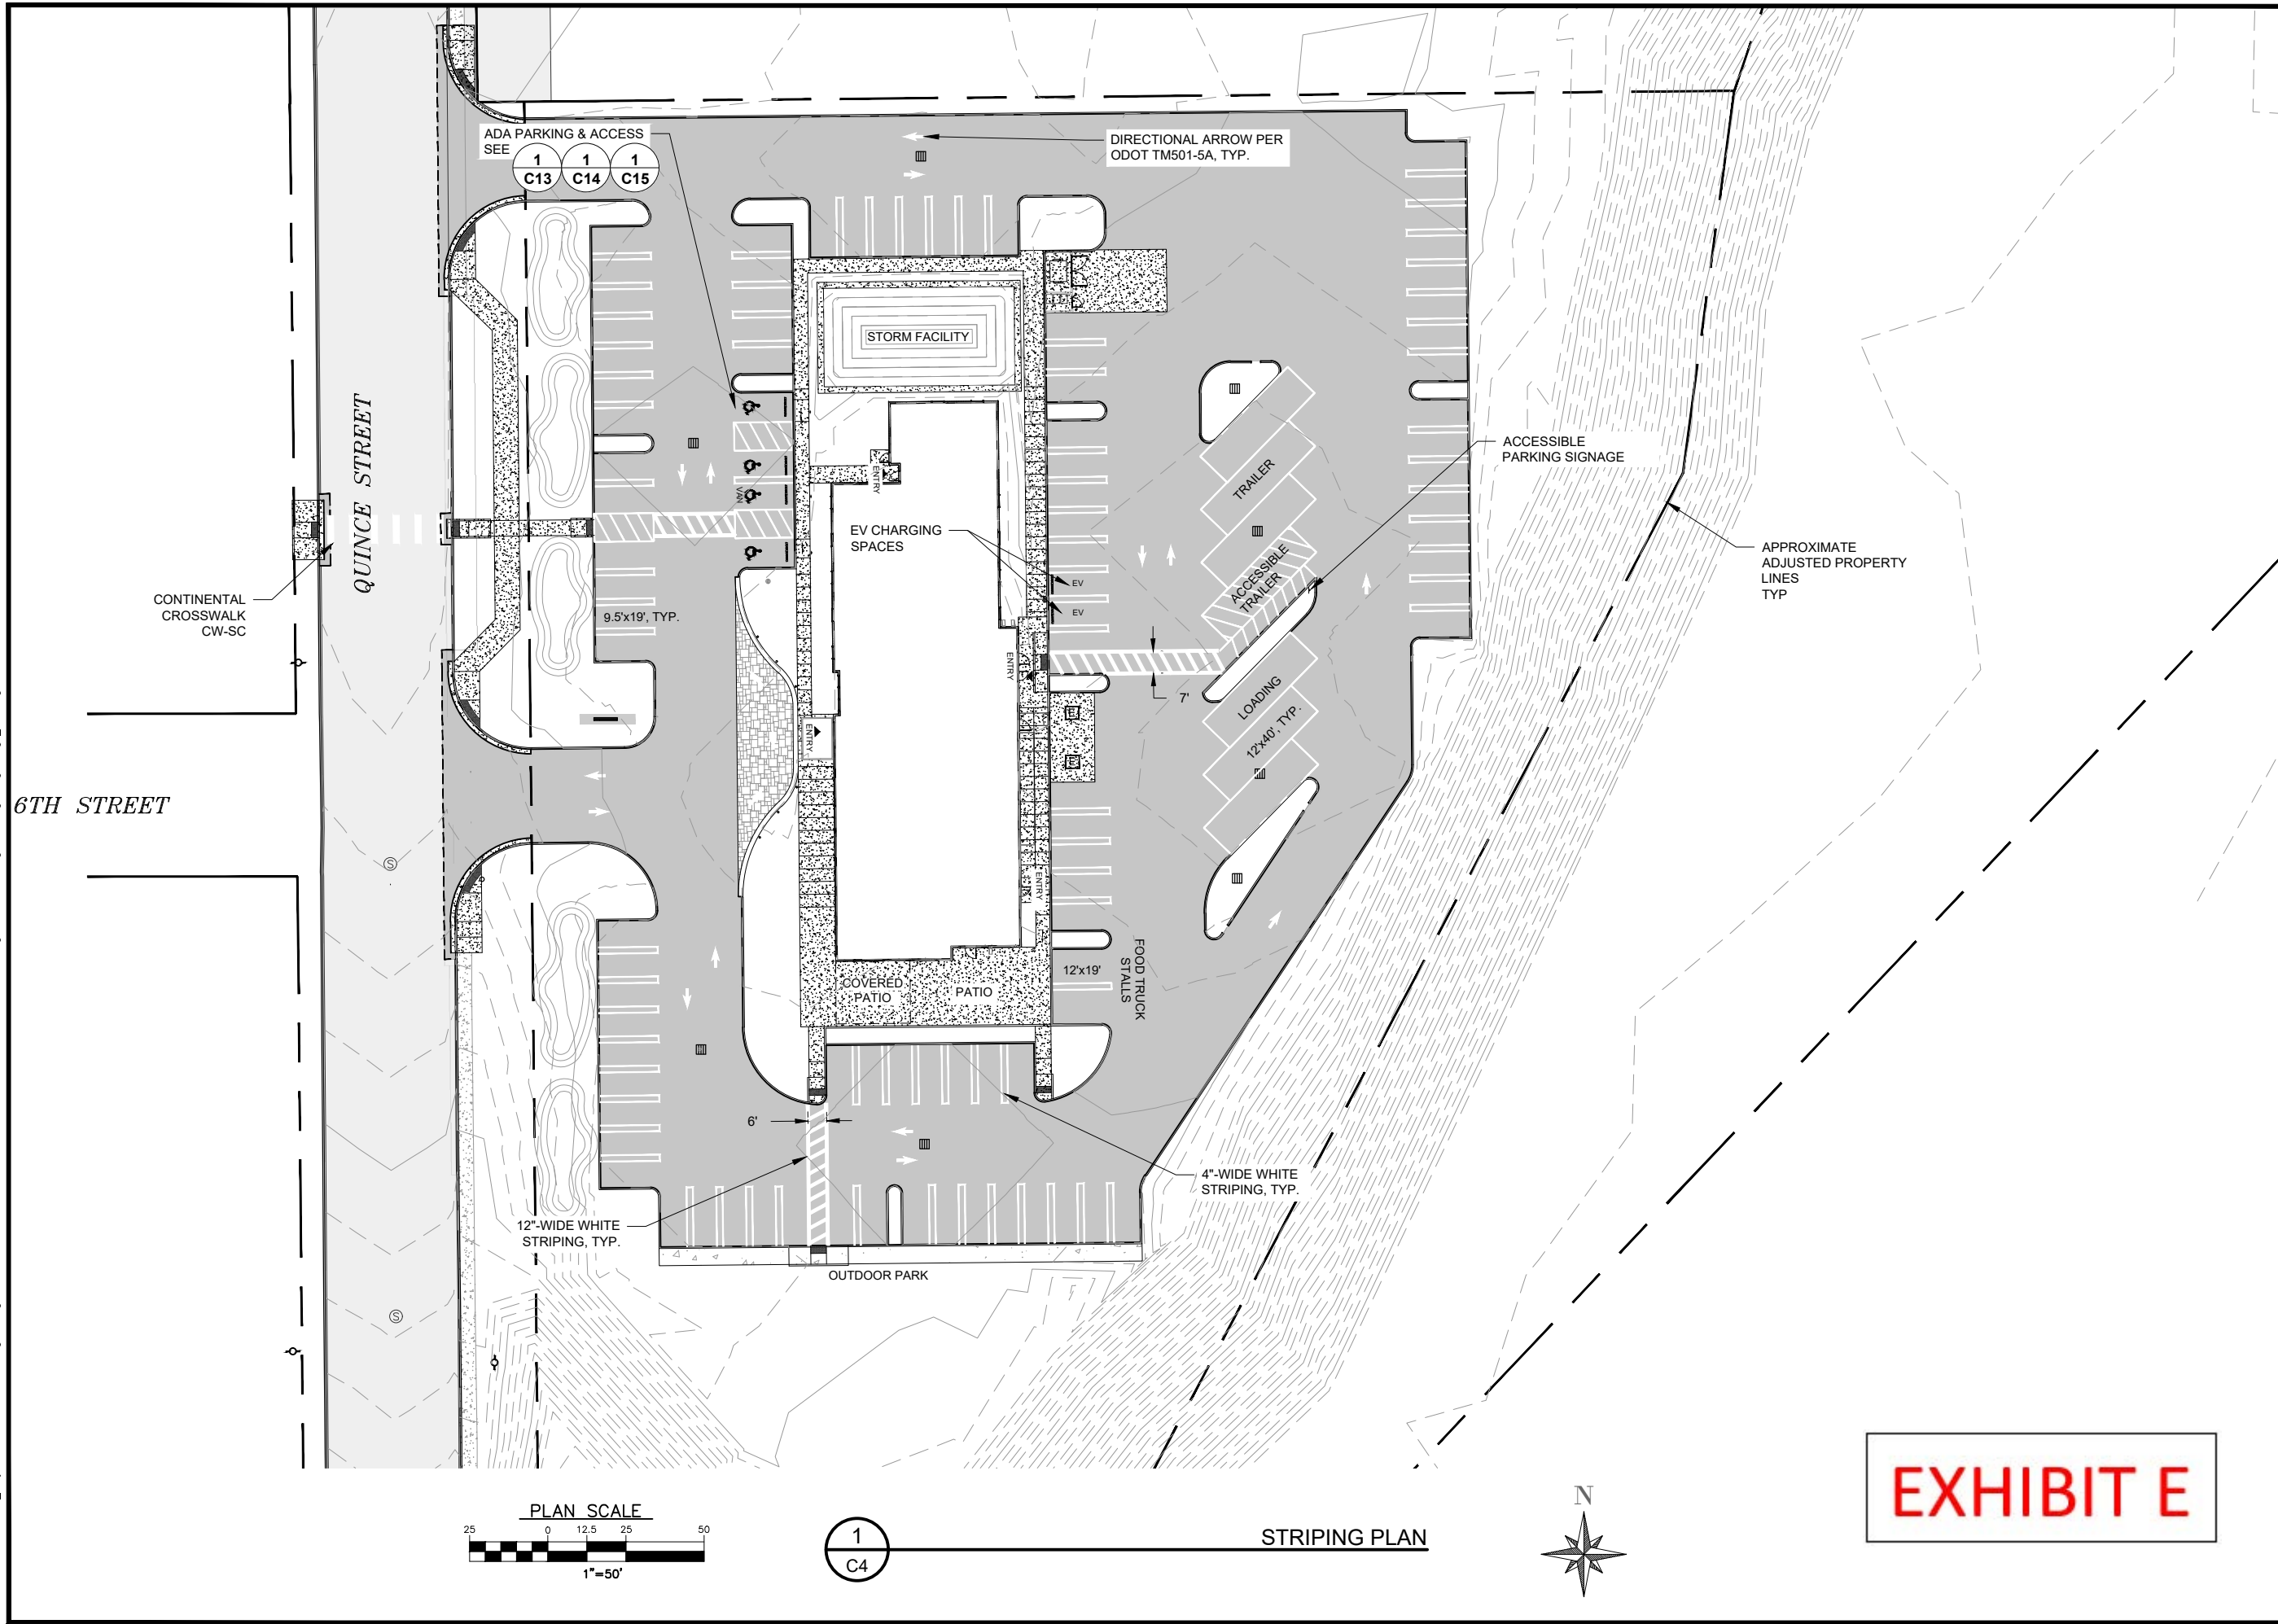 ADA PARKING & ACCESS
SEE
1
C13
1
C14
1
C15
DIRECTIONAL ARROW PER
ODOT TM501-5A, TYP.
STORM FACILITY
QUINCE STREET
ACCESSIBLE
PARKING SIGNAGE
TRAILER
ENTRY
VAN
EV CHARGING
SPACES
EV
EV
ACCESSIBLE
TRAILER
APPROXIMATE
ADJUSTED PROPERTY
LINES
TYP
CONTINENTAL
CROSSWALK
CW-SC
9.5'x19', TYP.
ENTRY
7'
LOADING
12'x40', TYP.
ENTRY
E
E
6TH STREET
S
ENTRY
FOOD TRUCK
STALLS
12'x19'
COVERED
PATIO
PATIO
6'
4"-WIDE WHITE
STRIPING, TYP.
12"-WIDE WHITE
STRIPING, TYP.
OUTDOOR PARK
S
PLAN SCALE
25
0
12.5
25
50
1"=50'
1
C4
STRIPING PLAN
N
EXHIBIT E